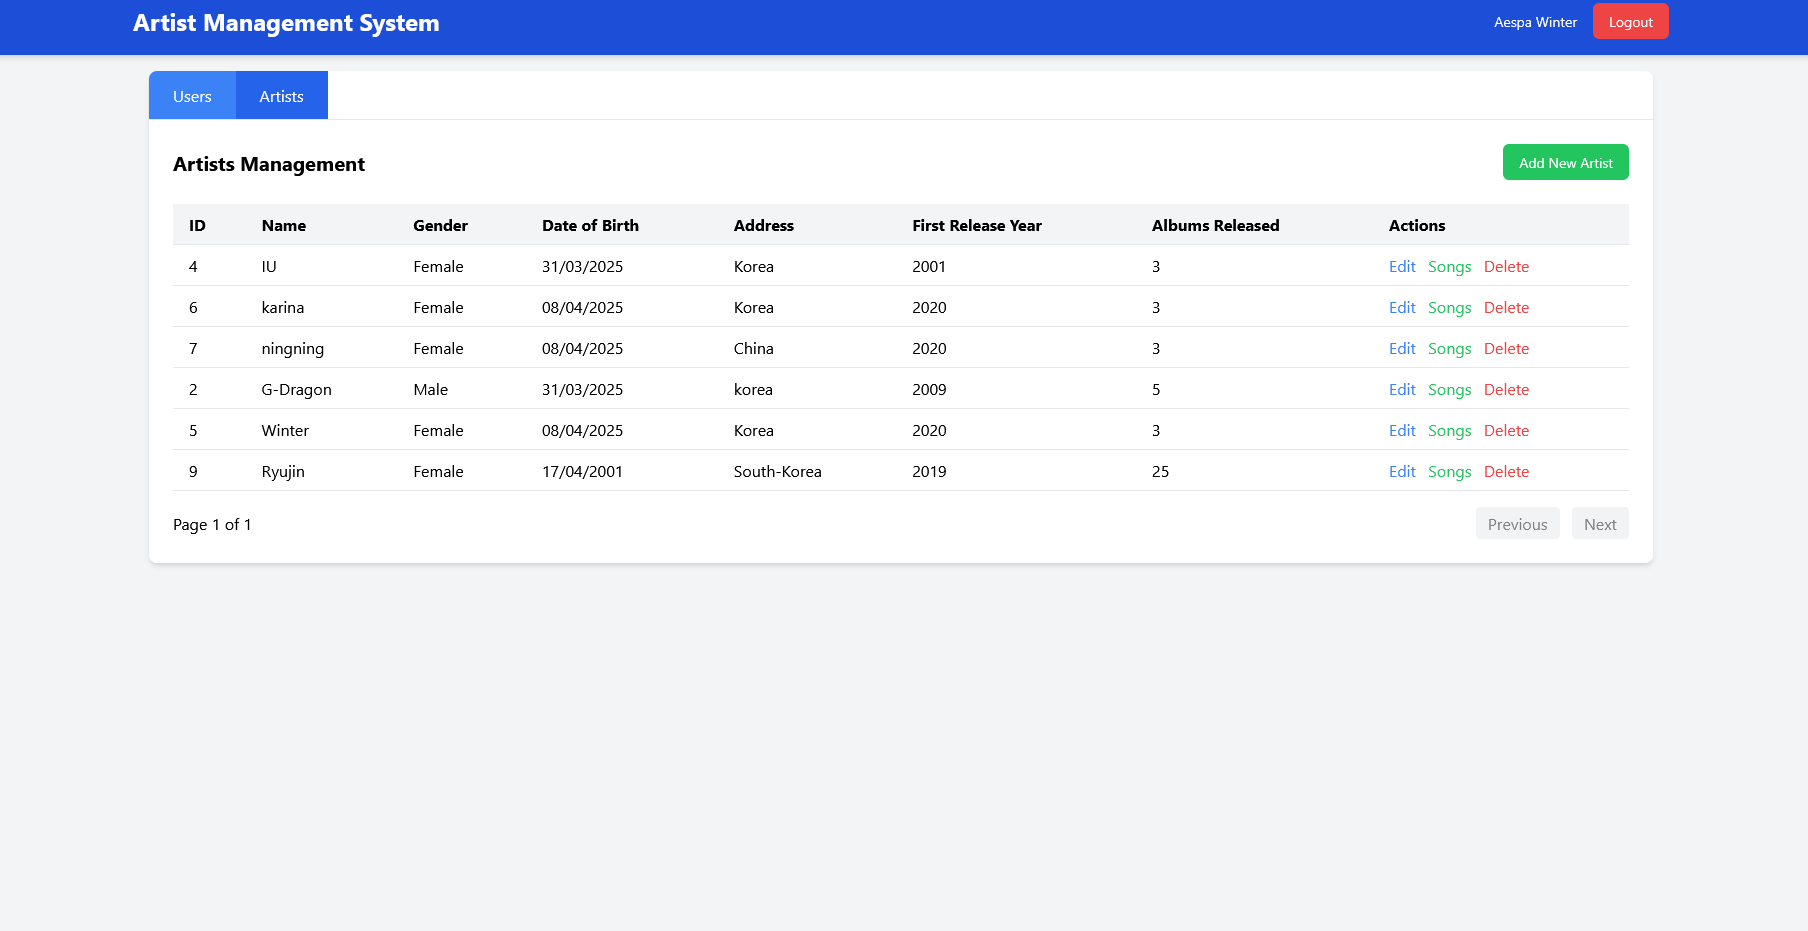 Artist Management System Aespa Winter Logout
Users Artists
Artists Management Add New Artist
ID Name Gender Date of Birth Address First Release Year Albums Released Actions
4 IU Female 31/03/2025 Korea 2001 3 Edit Songs Delete
6 karina Female 08/04/2025 Korea 2020 3 Edit Songs Delete
7 ningning Female 08/04/2025 China 2020 3 Edit Songs Delete
2 G-Dragon Male 31/03/2025 korea 2009 5 Edit Songs Delete
5 Winter Female 08/04/2025 Korea 2020 3 Edit Songs Delete
9 Ryujin Female 17/04/2001 South-Korea 2019 25 Edit Songs Delete
Page 1 of 1 Previous Next